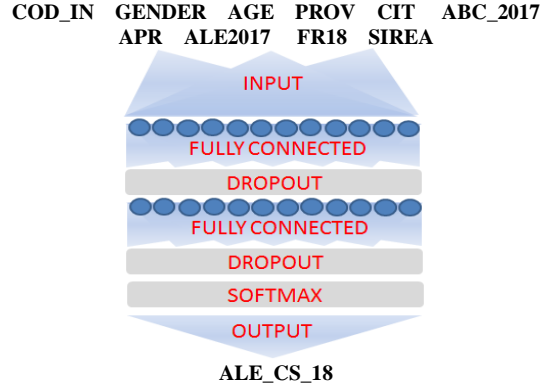 COD_IN GENDER AGE PROV CIT ABC_2017
APR ALE2017 FR18 SIREA
INPUT
FULLY CONNECTED
DROPOUT
FULLY CONNECTED
DROPOUT
SOFTMAX
OUTPUT
ALE_CS_18